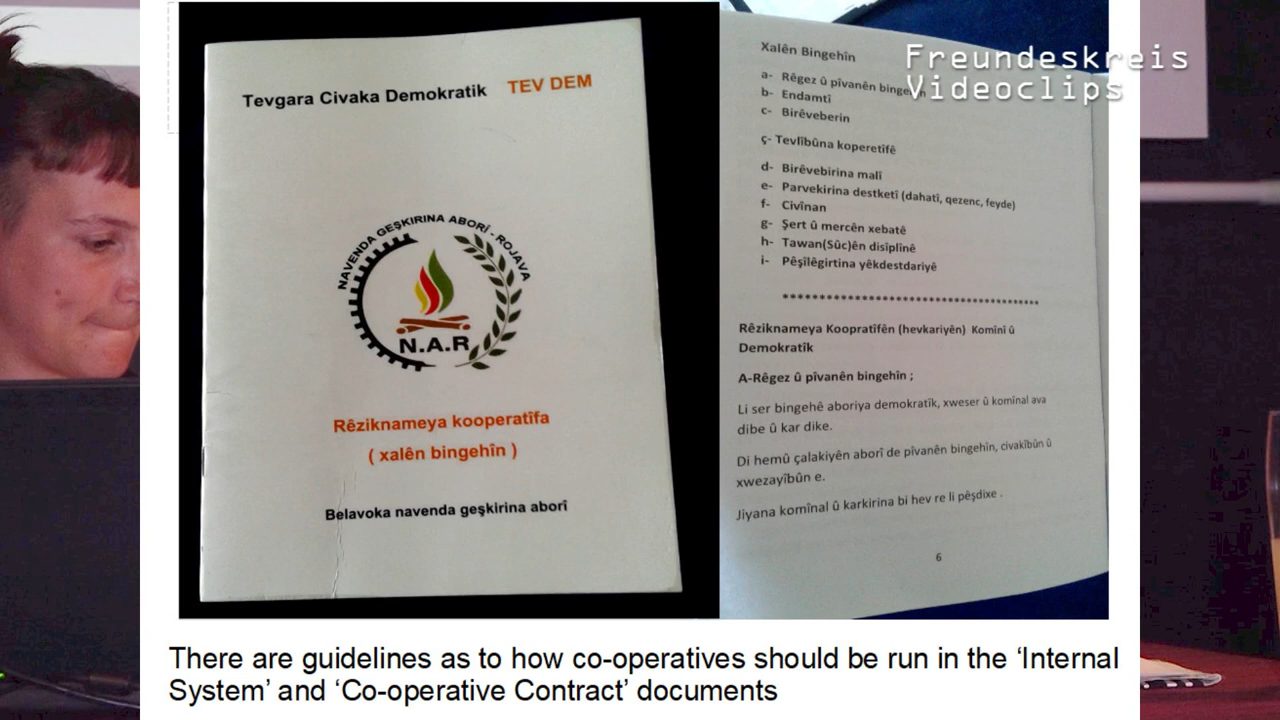 Freundeskreis
Videoclips
Tevgara Civaka Demokratik TEV DEM
NAVENDA GEŞKIRINA ABORÎ - ROJAVA
N.A.R
Rêziknameya kooperatîfa
( xalên bingehîn )
Belavoka navenda geşkirina aborî
Xalên Bingehîn
a- Rêgez û pîvanên
b- Endamtî
c- Birêveberin
ç- Tevlîbûna koperetîfê
d- Birêvebirina malî
e- Parvekirina destketî (dahatî, qezenc, feyde)
f- Civînan
g- Şert û mercên xebatê
h- Tawan(Sûc)ên disîplînê
i- Pêşîlêgirtina yêkdestdariyê
Rêziknameya Koopratîfên (hevkariyên) Komînî û
Demokratîk
A-Rêgez û pîvanên bingehîn ;
Li ser bingehê aboriya demokratîk, xweser û komînal ava
dibe û kar dike.
Di hemû çalakiyên aborî de pîvanên bingehîn, civakîbûn û
xwezayîbûn e.
Jiyana komînal û karkirina bi hev re li pêşdixe .
6
There are guidelines as to how co-operatives should be run in the ‘Internal
System’ and ‘Co-operative Contract’ documents